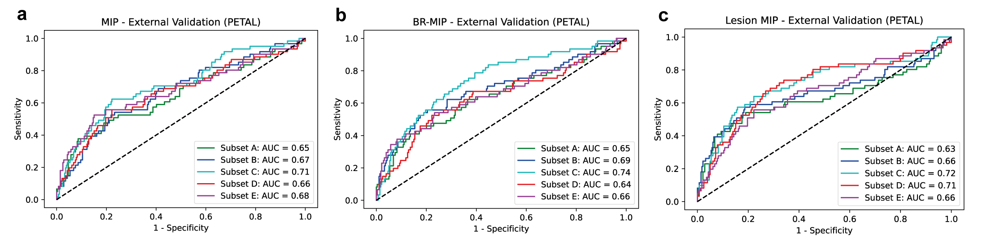 a
MIP - External Validation (PETAL)
Sensitivity
1.0
0.8
0.6
0.4
0.2
0.0
0.0 0.2 0.4 0.6 0.8 1.0
1 - Specificity
Subset A: AUC = 0.65
Subset B: AUC = 0.67
Subset C: AUC = 0.71
Subset D: AUC = 0.66
Subset E: AUC = 0.68
b
BR-MIP - External Validation (PETAL)
Sensitivity
1.0
0.8
0.6
0.4
0.2
0.0
0.0 0.2 0.4 0.6 0.8 1.0
1 - Specificity
Subset A: AUC = 0.65
Subset B: AUC = 0.69
Subset C: AUC = 0.74
Subset D: AUC = 0.64
Subset E: AUC = 0.66
c
Lesion MIP - External Validation (PETAL)
Sensitivity
1.0
0.8
0.6
0.4
0.2
0.0
0.0 0.2 0.4 0.6 0.8 1.0
1 - Specificity
Subset A: AUC = 0.63
Subset B: AUC = 0.66
Subset C: AUC = 0.72
Subset D: AUC = 0.71
Subset E: AUC = 0.66